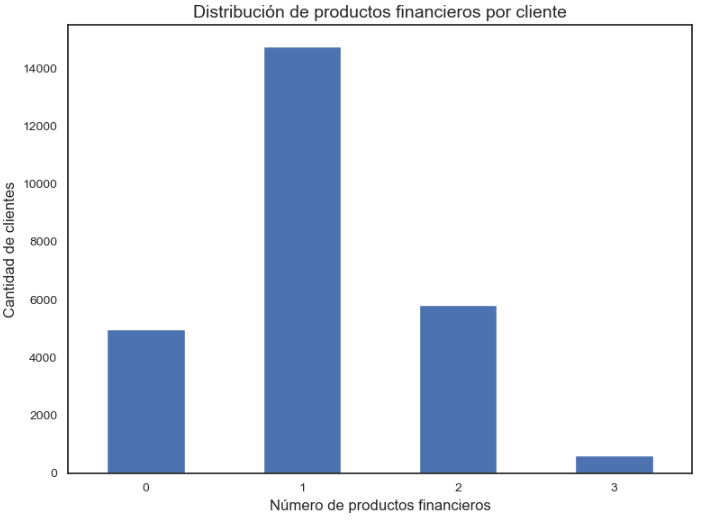 Distribución de productos financieros por cliente
14000
12000
10000
8000
6000
4000
2000
0
Cantidad de clientes
0 1 2 3
Número de productos financieros